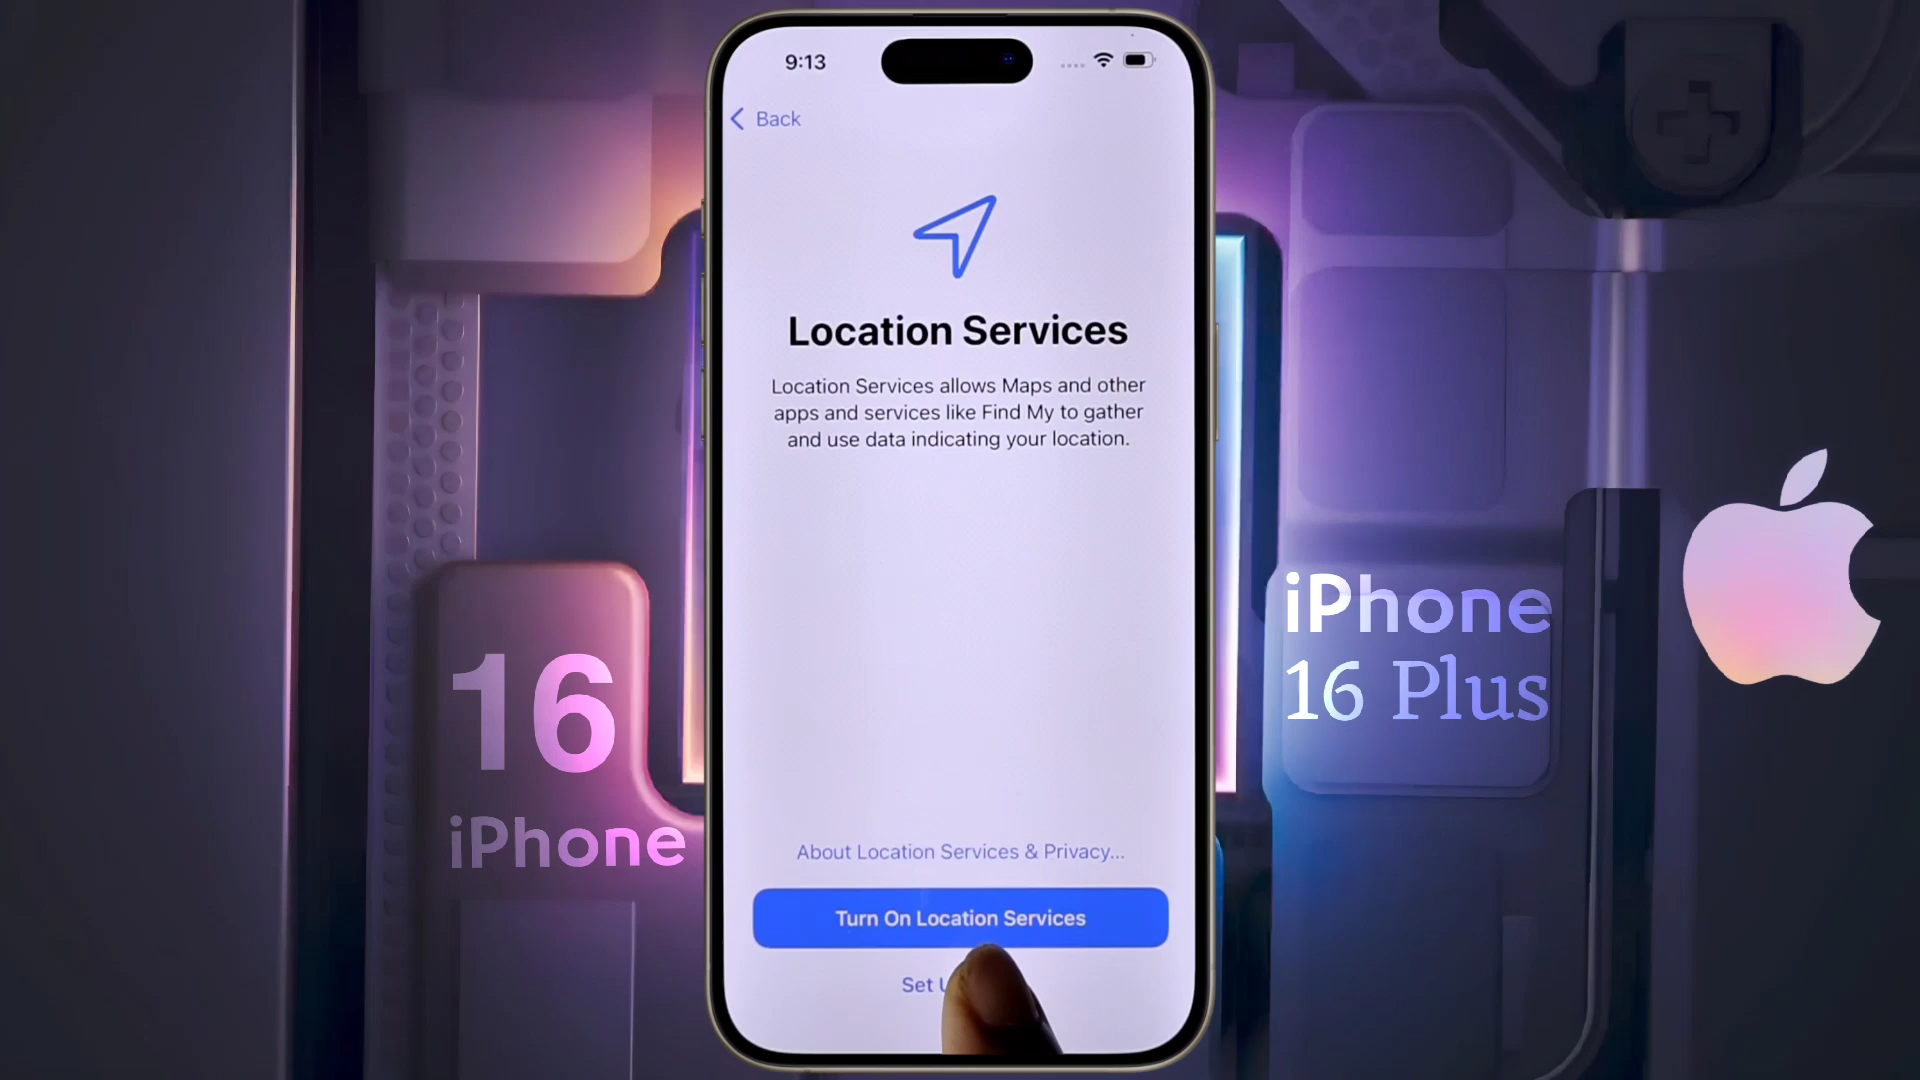 9:13
Back
Location Services
Location Services allows Maps and other
apps and services like Find My to gather
and use data indicating your location.
16
iPhone
iPhone
16 Plus
About Location Services & Privacy...
Turn On Location Services
Set